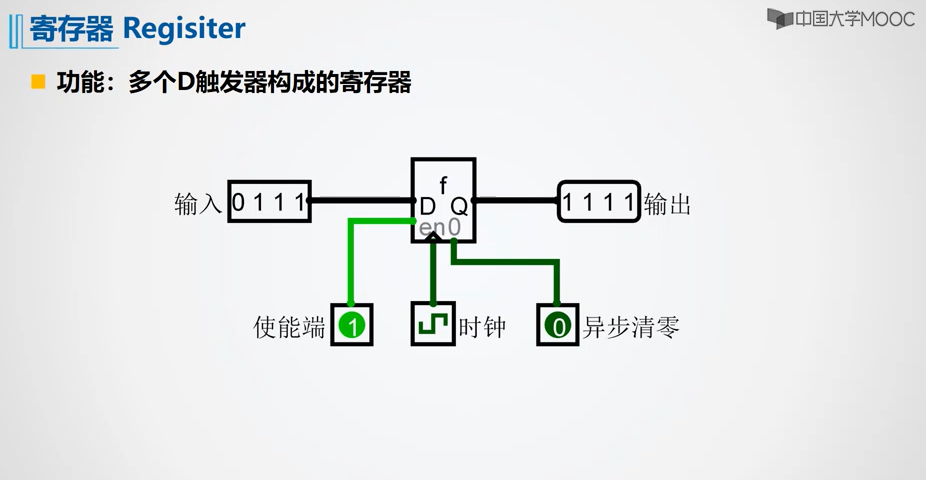 寄存器 Regisiter
中国大学MOOC
功能：多个D触发器构成的寄存器
输入 0 1 1 1
f
D Q
en 0
1 1 1 1 输出
使能端 1
时钟
0 异步清零